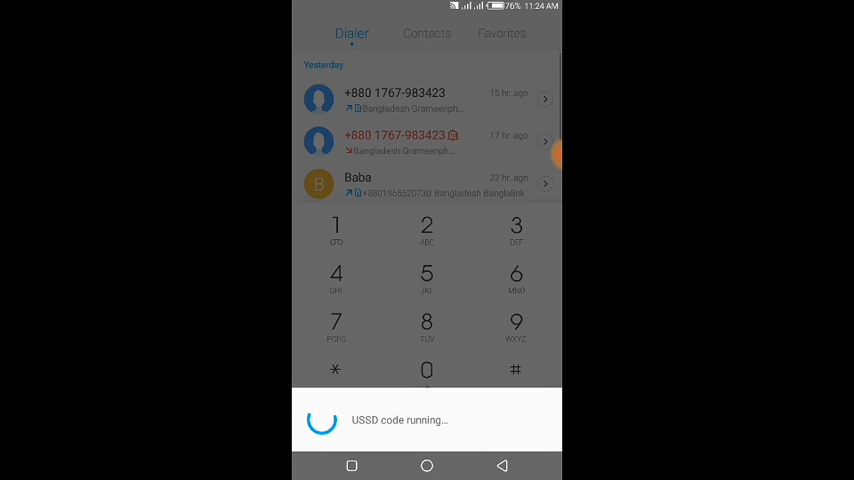 76% 11:24 AM
Dialer Contacts Favorites
Yesterday
+880 1767-983423 15 hr. ago
Bangladesh Grameenph...
+880 1767-983423 17 hr. ago
Bangladesh Grameenph...
B Baba 22 hr. ago
+8801965520730 Bangladesh Banglalink
1 2 3
ABC DEF
4 5 6
GHI JKL MNO
7 8 9
PQRS TUV WXYZ
* 0 #
+
USSD code running...